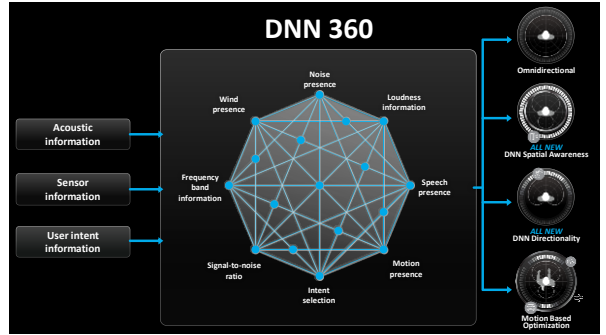 DNN 360
Acoustic
information
Sensor
information
User intent
information
Noise
presence
Wind
presence
Loudness
information
Frequency
band
information
Speech
presence
Signal-to-noise
ratio
Motion
presence
Intent
selection
Omnidirectional
ALL NEW
DNN Spatial Awareness
ALL NEW
DNN Directionality
Motion Based
Optimization